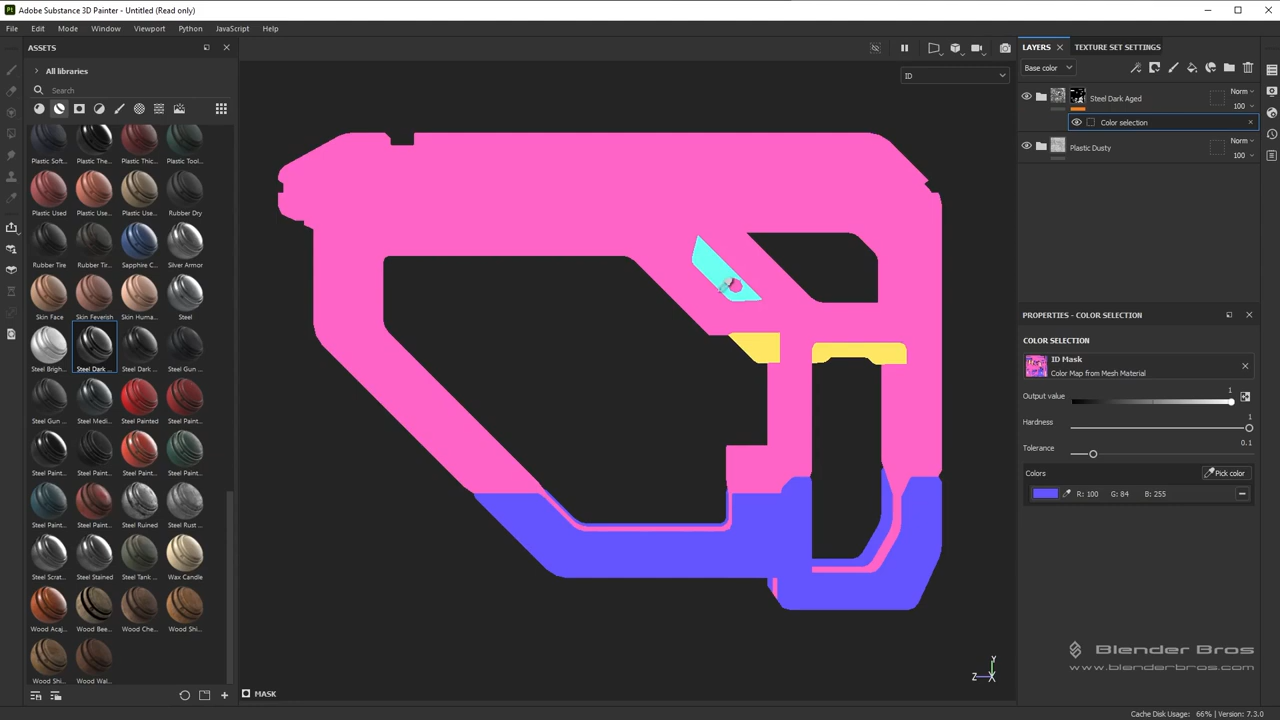 Pt Adobe Substance 3D Painter - Untitled (Read only)
File Edit Mode Window Viewport Python JavaScript Help
ASSETS
All libraries
Search
Plastic Soft... Plastic The... Plastic Thic... Plastic Tool...
Plastic Used Plastic Use... Plastic Use... Rubber Dry
Rubber Tire Rubber Tir... Sapphire C... Silver Armor
Skin Face Skin Feverish Skin Huma... Steel
Steel Brigh... Steel Dark ... Steel Dark ... Steel Gun ...
Steel Gun ... Steel Medi... Steel Painted Steel Paint...
Steel Paint... Steel Paint... Steel Paint... Steel Paint...
Steel Paint... Steel Paint... Steel Ruined Steel Rust ...
Steel Scrat... Steel Stained Steel Tank ... Wax Candle
Wood Acaj... Wood Bee... Wood Che... Wood Shi...
Wood Shi... Wood Wal...
ID
Y
Z X
MASK
LAYERS TEXTURE SET SETTINGS
Base color
Steel Dark Aged Norm 100
Color selection
Plastic Dusty Norm 100
PROPERTIES - COLOR SELECTION
COLOR SELECTION
ID Mask
Color Map from Mesh Material
Output value 1
Hardness 1
Tolerance 0.1
Colors Pick color
R: 100 G: 84 B: 255
Blender Bros
www.blenderbros.com
Cache Disk Usage: 66% | Version: 7.3.0